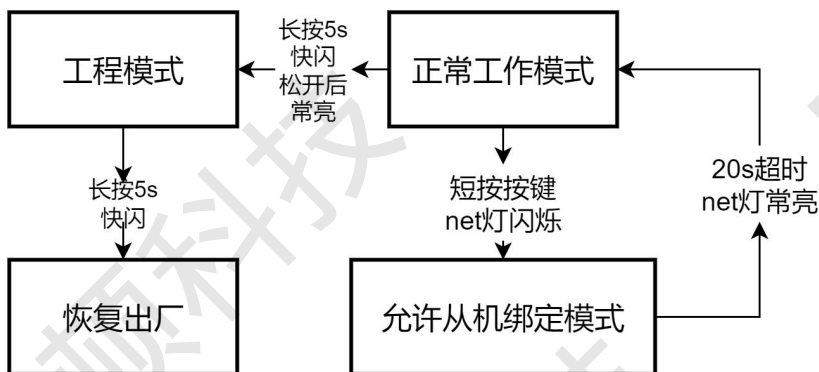 工程模式
长按5s
快闪
松开后
常亮
正常工作模式
长按5s
快闪
短按按键
net灯闪烁
20s超时
net灯常亮
恢复出厂
允许从机绑定模式
顿科技